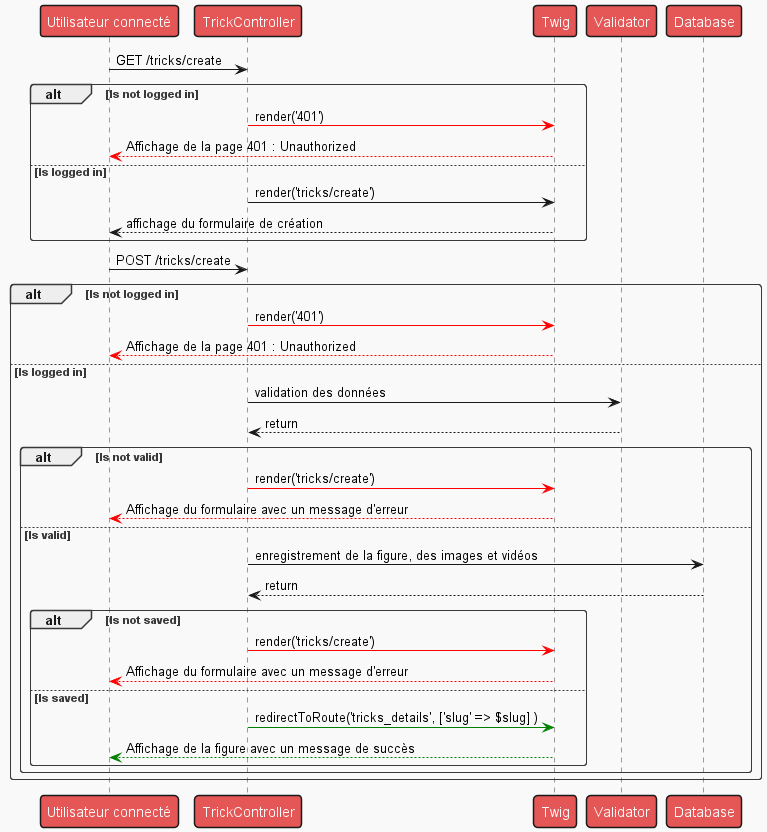 Utilisateur connecté TrickController Twig Validator Database
GET /tricks/create
alt [Is not logged in]
render('401')
Affichage de la page 401 : Unauthorized
[Is logged in]
render('tricks/create')
affichage du formulaire de création
POST /tricks/create
alt [Is not logged in]
render('401')
Affichage de la page 401 : Unauthorized
[Is logged in]
validation des données
return
alt [Is not valid]
render('tricks/create')
Affichage du formulaire avec un message d'erreur
[Is valid]
enregistrement de la figure, des images et vidéos
return
alt [Is not saved]
render('tricks/create')
Affichage du formulaire avec un message d'erreur
[Is saved]
redirectToRoute('tricks_details', ['slug' => $slug] )
Affichage de la figure avec un message de succès
Utilisateur connecté TrickController Twig Validator Database